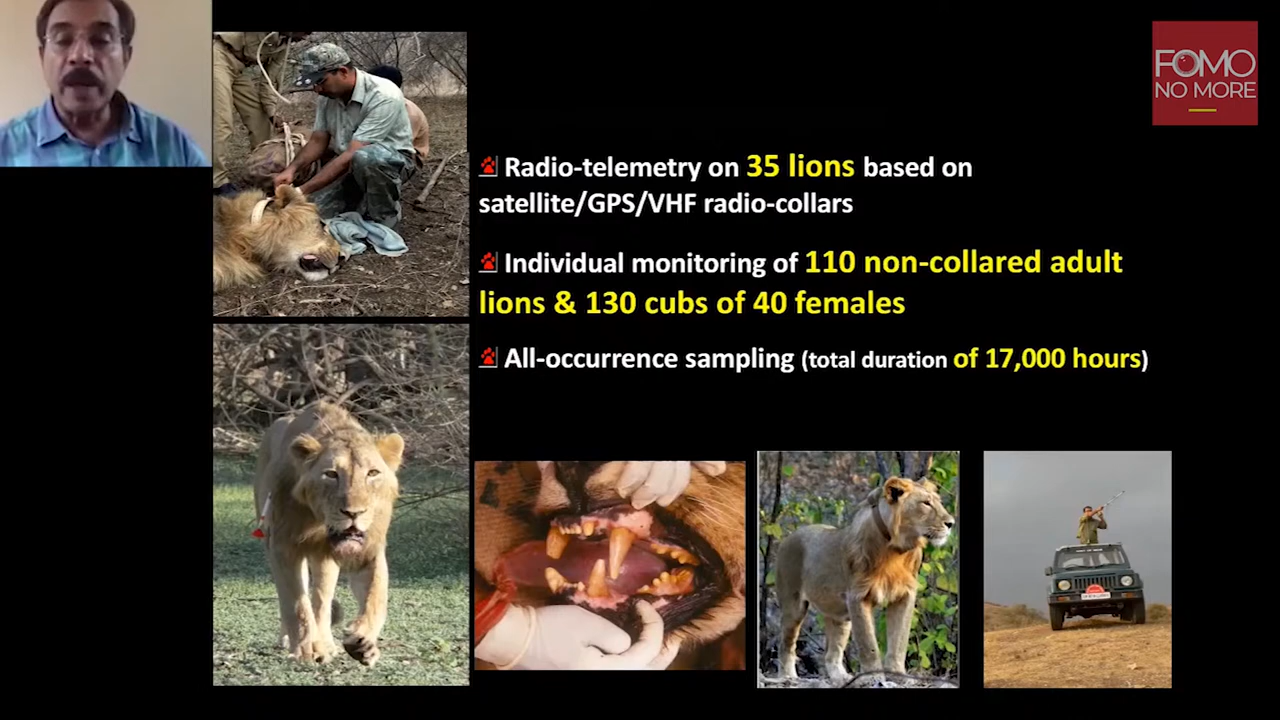 FOMO
NO MORE
Radio-telemetry on 35 lions based on
satellite/GPS/VHF radio-collars
Individual monitoring of 110 non-collared adult
lions & 130 cubs of 40 females
All-occurrence sampling (total duration of 17,000 hours)